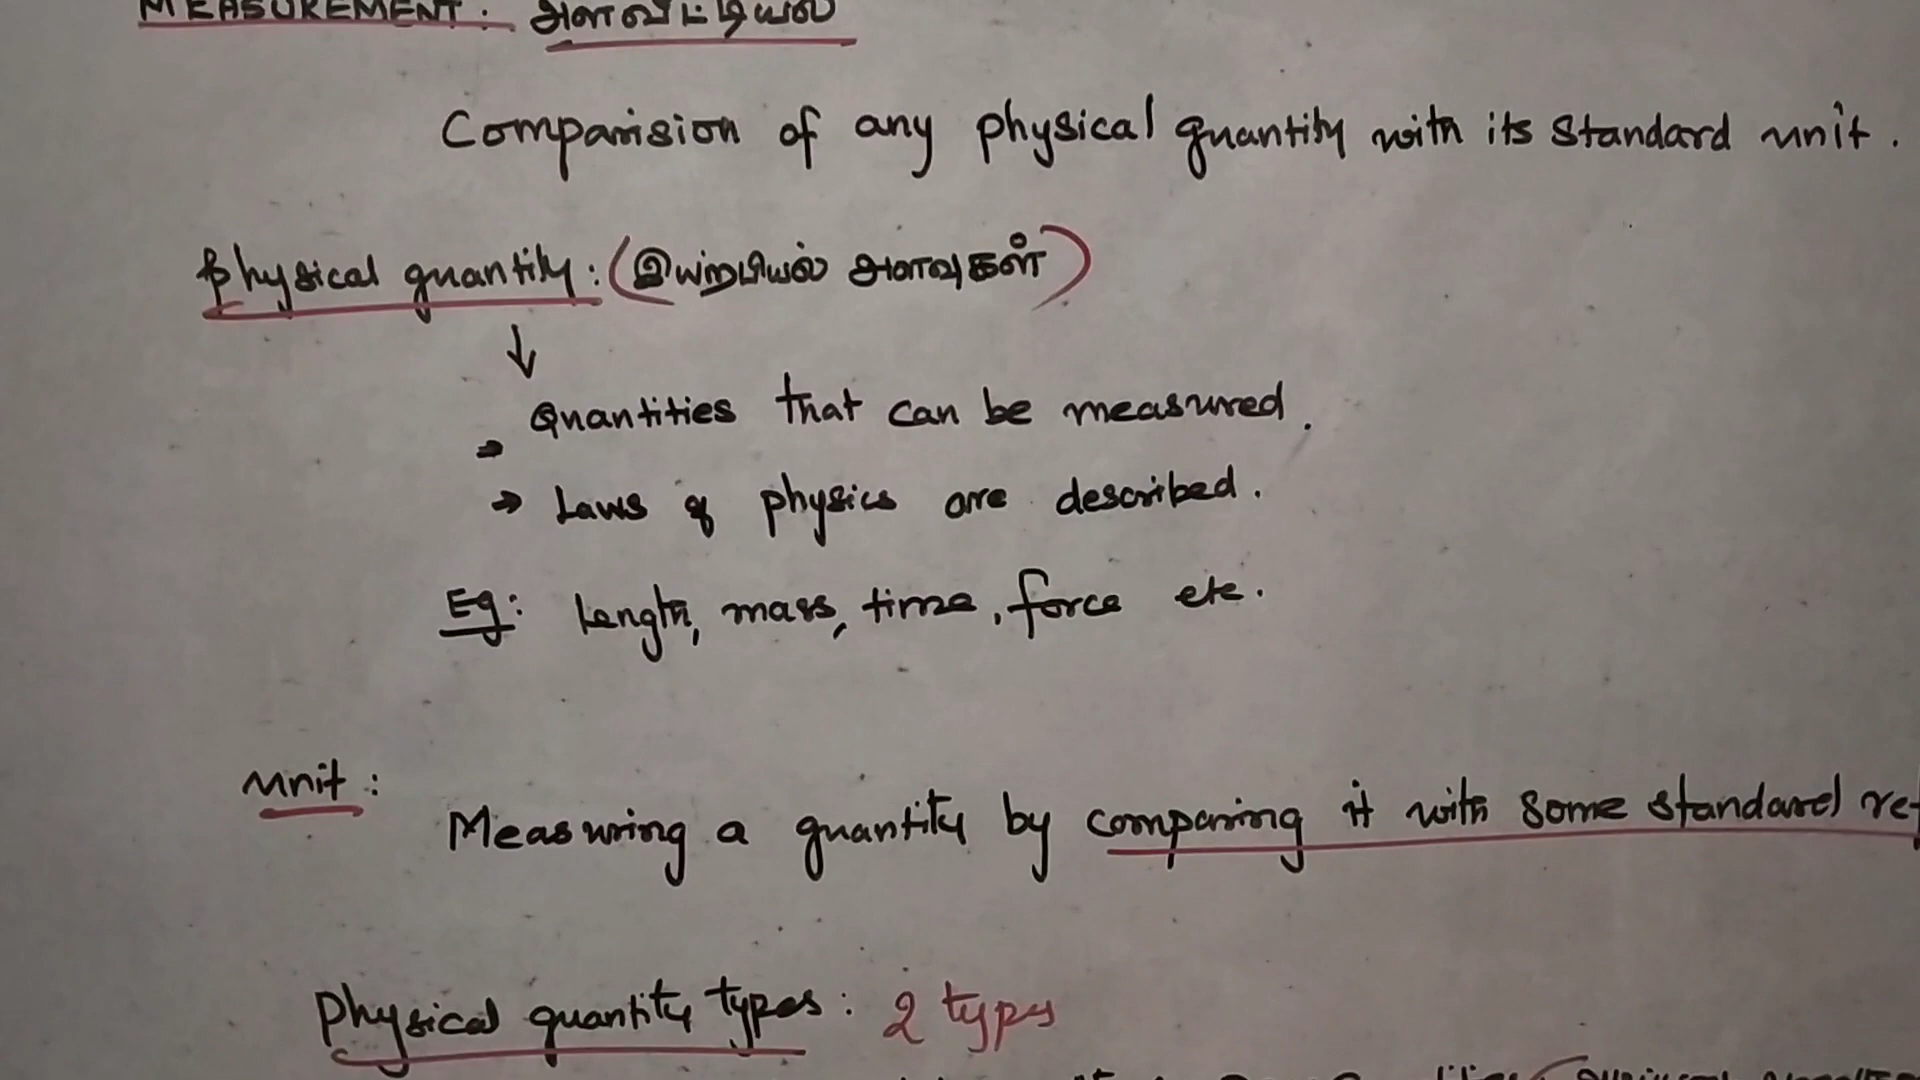 MEASUREMENT: அளவீட்டியல்
Comparision of any physical quantity with its standard unit.
Physical quantity: (இயற்பியல் அளவுகள்)
↓
Quantities that can be measured.
→
→ Laws of physics are described.
Eg: Length, mass, time, force etc.
Unit:
Measuring a quantity by comparing it with some standard
Physical quantity types: 2 types